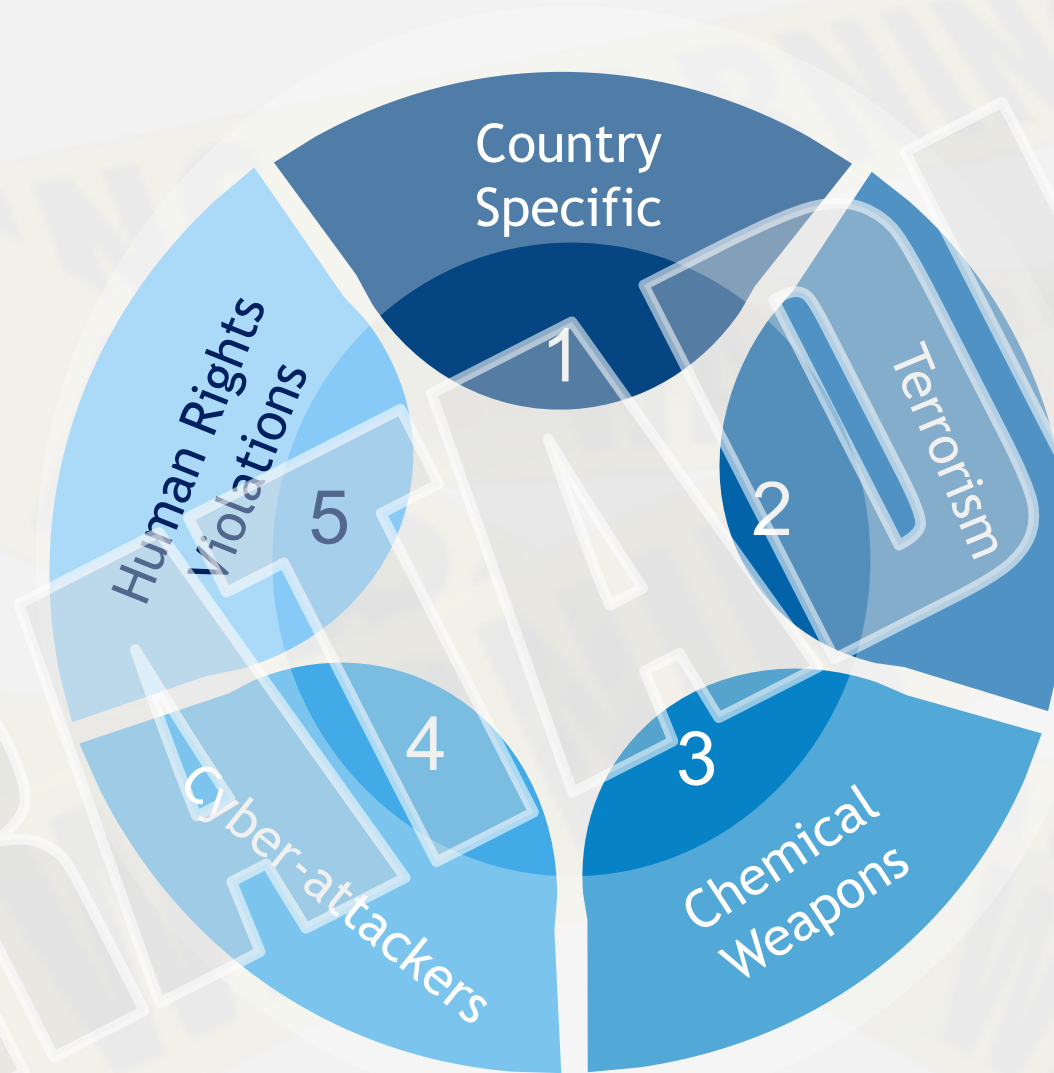 Country
Specific
1
Terrorism
2
Chemical
Weapons
3
Cyber-attackers
4
Human Rights
Violations
5